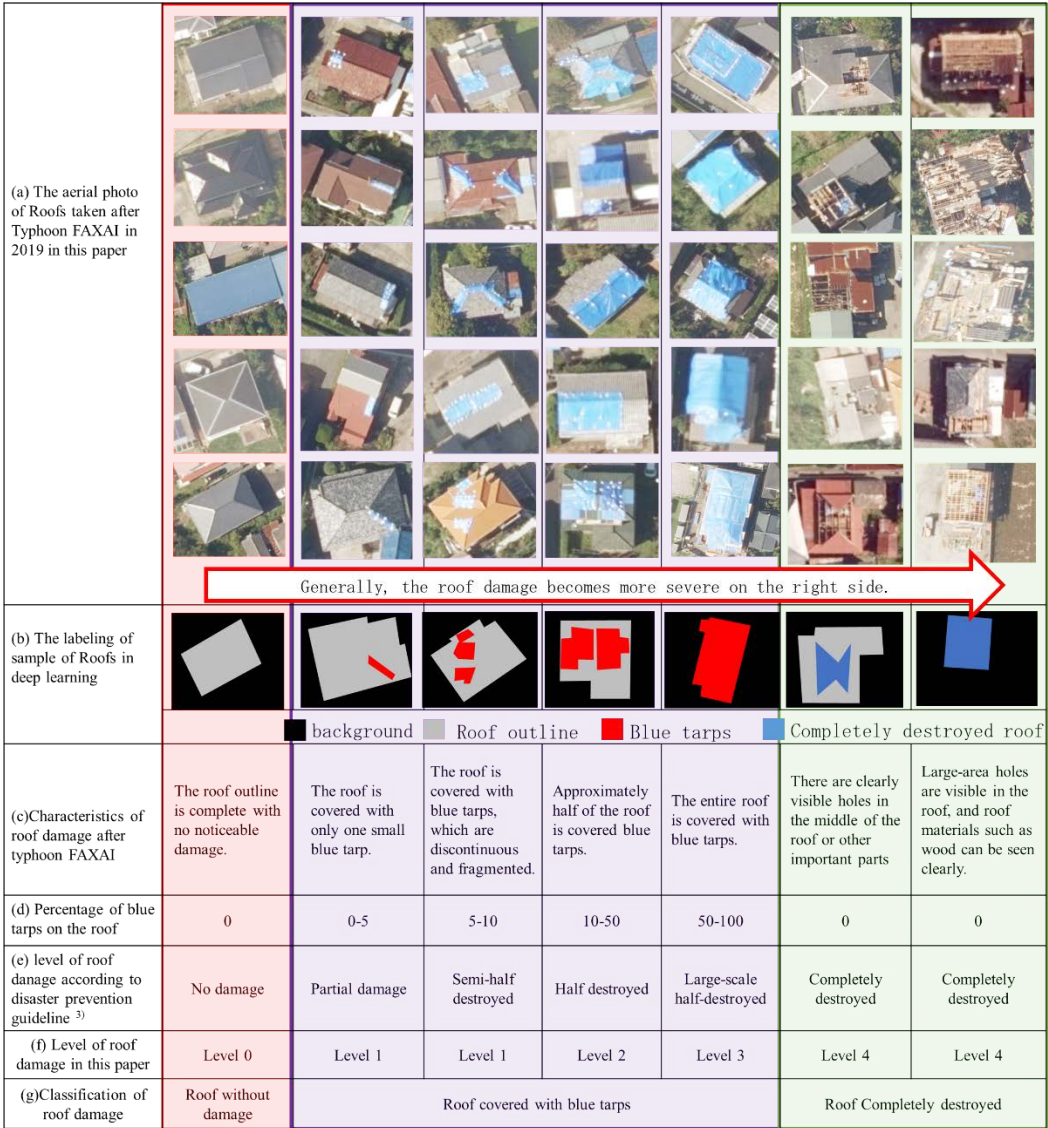 (a) The aerial photo
of Roofs taken after
Typhoon FAXAI in
2019 in this paper
Generally, the roof damage becomes more severe on the right side.
(b) The labeling of
sample of Roofs in
deep learning
background
Roof outline
Blue tarps
Completely destroyed roof
(c)Characteristics of
roof damage after
typhoon FAXAI
The roof outline
is complete with
no noticeable
damage.
The roof is
covered with
only one small
blue tarp.
The roof is
covered with
blue tarps,
which are
discontinuous
and fragmented.
Approximately
half of the roof
is covered blue
tarps.
The entire roof
is covered with
blue tarps.
There are clearly
visible holes in
the middle of the
roof or other
important parts
Large-area holes
are visible in the
roof, and roof
materials such as
wood can be seen
clearly.
(d) Percentage of blue
tarps on the roof
0
0-5
5-10
10-50
50-100
0
0
(e) level of roof
danage according to
disaster prevention
guideline 3)
No damage
Partial damage
Semi-half
destroyed
Half destroyed
Large-scale
half-destroyed
Completely
destroyed
Completely
destroyed
(f) Level of roof
damage in this paper
Level 0
Level 1
Level 1
Level 2
Level 3
Level 4
Level 4
(g)Classification of
roof damage
Roof without
damage
Roof covered with blue tarps
Roof Completely destroyed